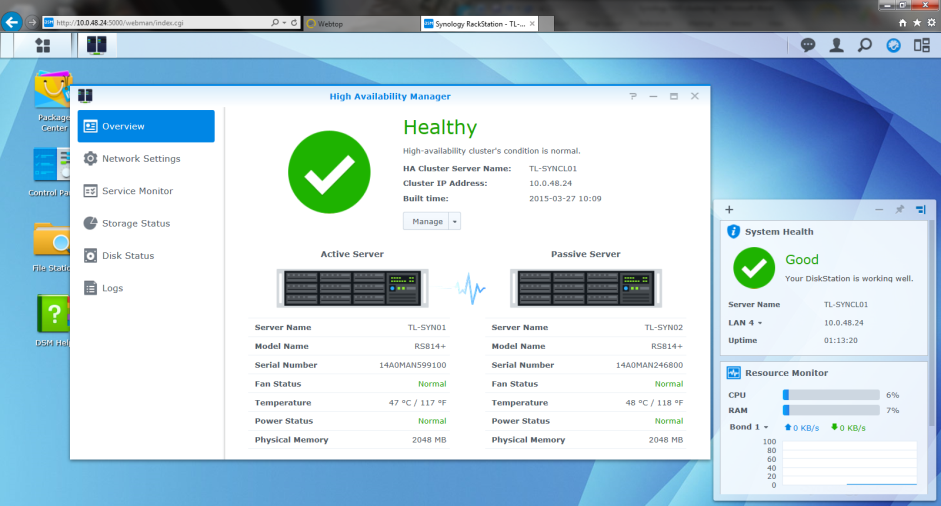 http://10.0.48.24:5000/webman/index.cgi
Webtop
Synology RackStation - TL-...
Package
Center
Control Pa
File Static
DSM Help
High Availability Manager
Overview
Network Settings
Service Monitor
Storage Status
Disk Status
Logs
Healthy
High-availability cluster's condition is normal.
HA Cluster Server Name: TL-SYNCL01
Cluster IP Address: 10.0.48.24
Built time: 2015-03-27 10:09
Manage
Active Server Passive Server
Server Name TL-SYN01 Server Name TL-SYN02
Model Name RS814+ Model Name RS814+
Serial Number 14A0MAN599100 Serial Number 14A0MAN246800
Fan Status Normal Fan Status Normal
Temperature 47 °C / 117 °F Temperature 48 °C / 118 °F
Power Status Normal Power Status Normal
Physical Memory 2048 MB Physical Memory 2048 MB
System Health
Good
Your DiskStation is working well.
Server Name TL-SYNCL01
LAN 4 10.0.48.24
Uptime 01:13:20
Resource Monitor
CPU 6%
RAM 7%
Bond 1 0 KB/s 0 KB/s
100
80
60
40
20
0